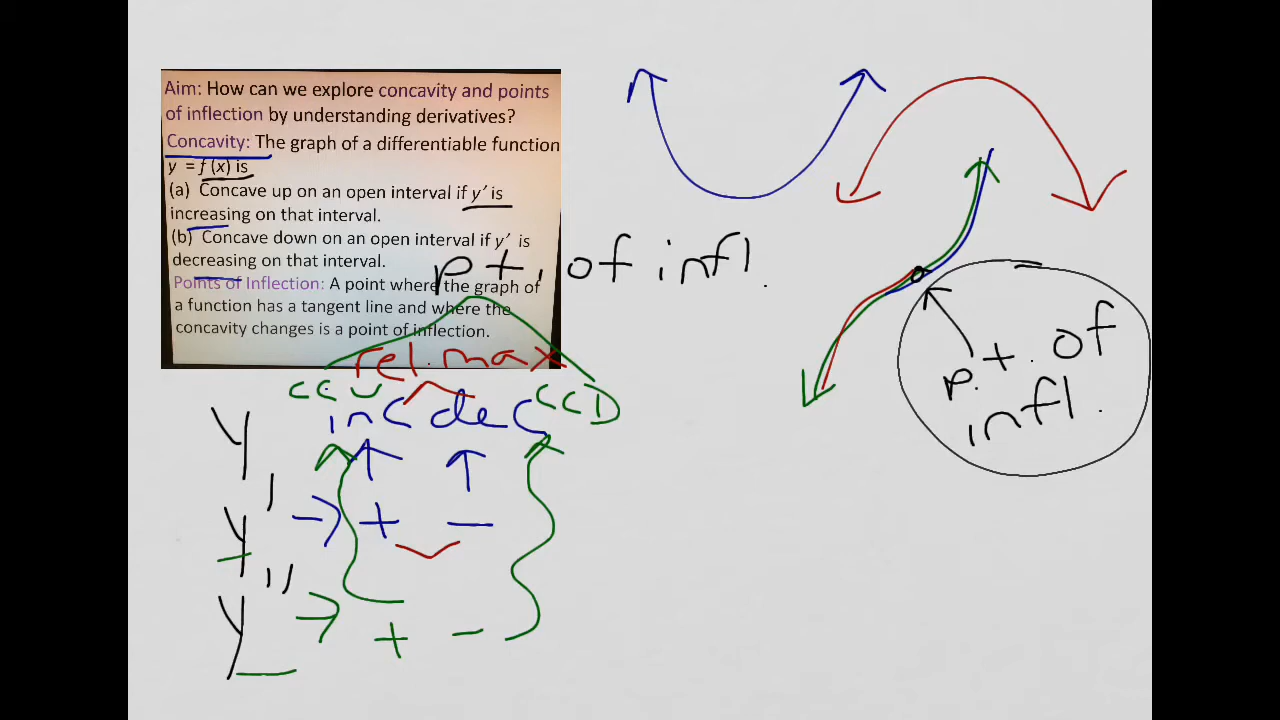 Aim: How can we explore concavity and points
of inflection by understanding derivatives?
Concavity: The graph of a differentiable function
y = f (x) is
(a) Concave up on an open interval if y′ is
increasing on that interval.
(b) Concave down on an open interval if y′ is
decreasing on that interval.
Points of Inflection: A point where the graph of
a function has a tangent line and where the
concavity changes is a point of inflection.
pt. of infl.
rel. max
CCU CCD
y inc dec
y' → + −
y'' → + −
p.t. of
infl.